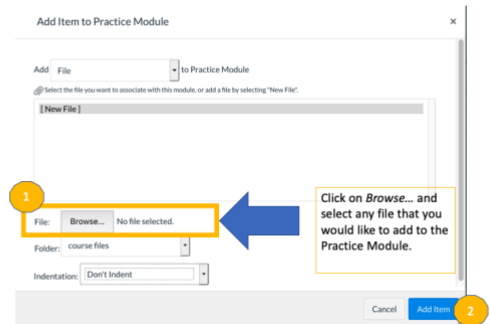 Add Item to Practice Module ×
Add File to Practice Module
Select the file you want to associate with this module, or add a file by selecting "New File".
[ New File ]
1
File: Browse... No file selected.
Click on Browse... and
select any file that you
would like to add to the
Practice Module.
Folder: course files
Indentation: Don't Indent
Cancel Add Item 2